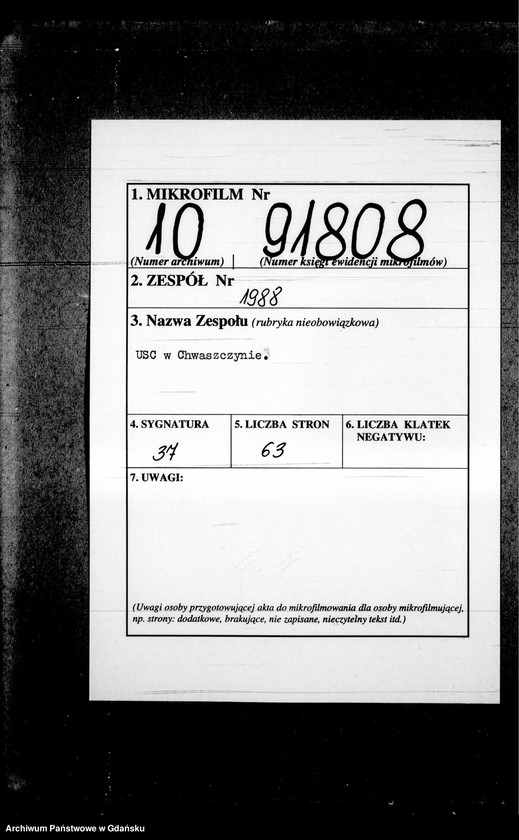 1. MIKROFILM Nr
10 91808
(Numer archiwum) (Numer księgi ewidencji mikrofilmów)
2. ZESPÓŁ Nr
1988
3. Nazwa Zespołu (rubryka nieobowiązkowa)
USC w Chwaszczynie.
4. SYGNATURA
37
5. LICZBA STRON
63
6. LICZBA KLATEK
NEGATYWU:
7. UWAGI:
(Uwagi osoby przygotowującej akta do mikrofilmowania dla osoby mikrofilmującej,
np. strony: dodatkowe, brakujące, nie zapisane, nieczytelny tekst itd.)
Archiwum Państwowe w Gdańsku